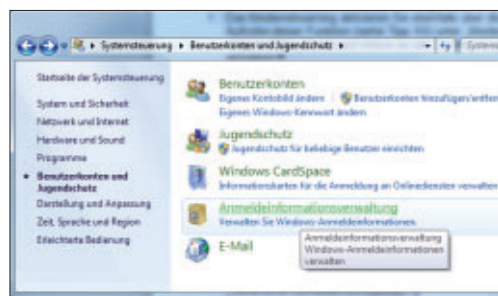 Systemsteuerung ▸ Benutzerkonten und Jugendschutz ▸
Startseite der Systemsteuerung
System und Sicherheit
Netzwerk und Internet
Hardware und Sound
Programme
Benutzerkonten und
Jugendschutz
Darstellung und Anpassung
Zeit, Sprache und Region
Erleichterte Bedienung
Benutzerkonten
Eigenes Kontobild ändern
Benutzerkonten hinzufügen/entfer
Eigenes Windows-Kennwort ändern
Jugendschutz
Jugendschutz für beliebige Benutzer einrichten
Windows CardSpace
Informationskarten für die Anmeldung an Onlinediensten verwalten
Anmeldeinformationsverwaltung
Verwalten Sie Windows-Anmeldeinformationen.
E-Mail
Anmeldeinformationsverwaltung
Windows-Anmeldeinformationen
verwalten